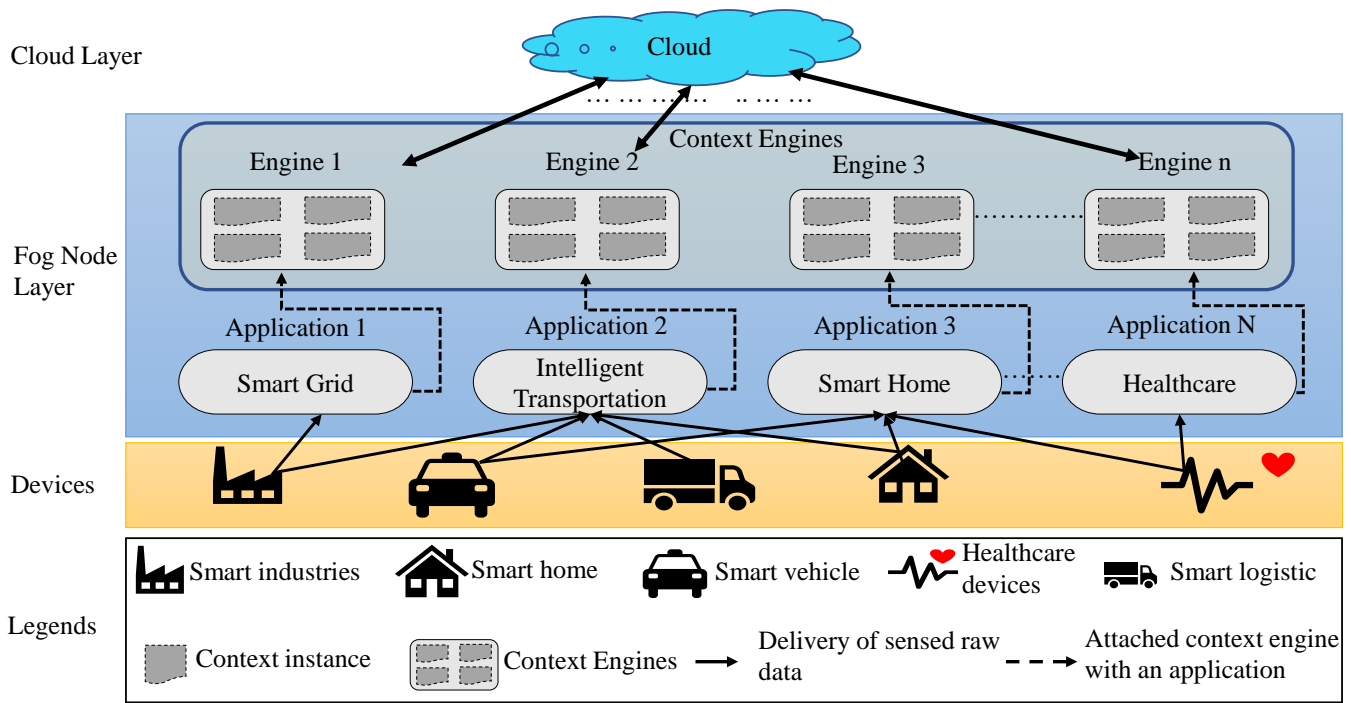 Cloud Layer
Cloud
... ... ... ... .. ... ...
Context Engines
Engine 1
Engine 2
Engine 3
Engine n
Fog Node
Layer
Application 1
Application 2
Application 3
Application N
Smart Grid
Intelligent
Transportation
Smart Home
Healthcare
Devices
Legends
Smart industries
Smart home
Smart vehicle
Healthcare
devices
Smart logistic
Context instance
Context Engines
Delivery of sensed raw
data
Attached context engine
with an application